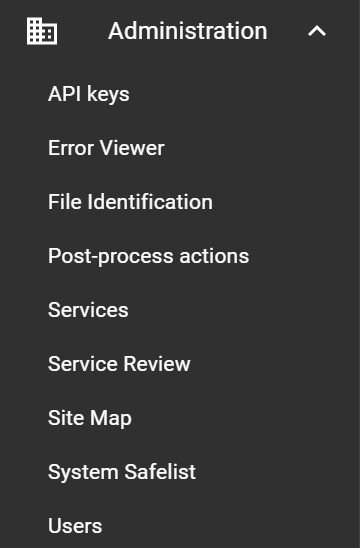 Administration
API keys
Error Viewer
File Identification
Post-process actions
Services
Service Review
Site Map
System Safelist
Users